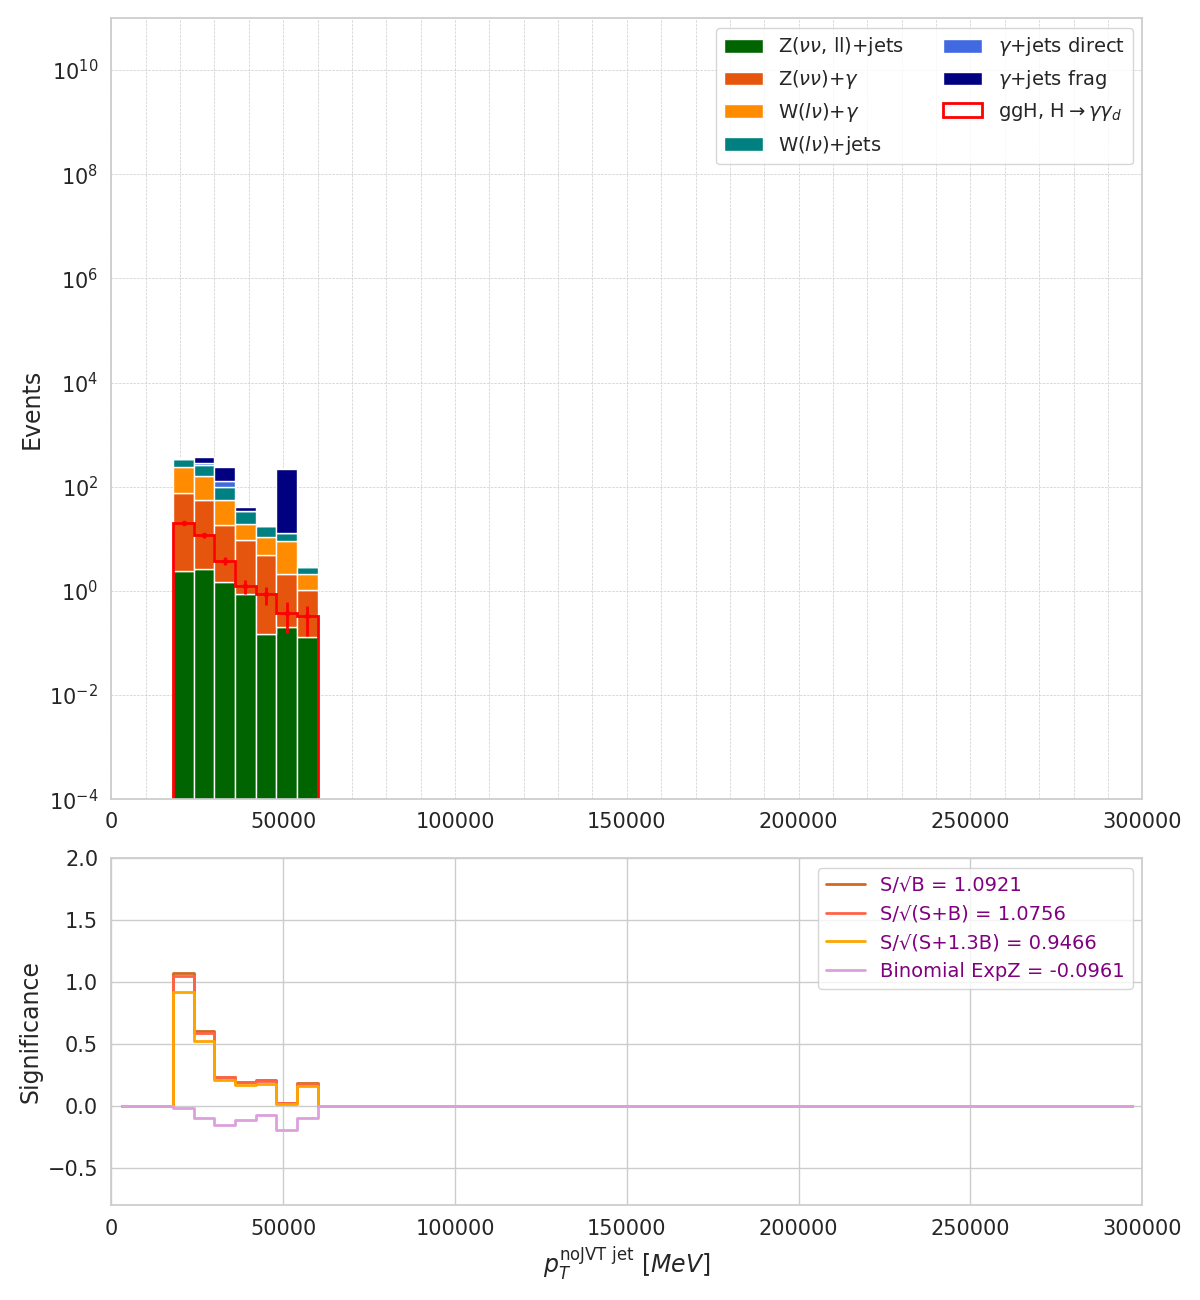 Z(νν, ll)+jets
Z(νν)+γ
W(lν)+γ
W(lν)+jets
γ+jets direct
γ+jets frag
ggH, H→γγ_d
Events
10^10
10^8
10^6
10^4
10^2
10^0
10^−2
10^−4
0 50000 100000 150000 200000 250000 300000
S/√B = 1.0921
S/√(S+B) = 1.0756
S/√(S+1.3B) = 0.9466
Binomial ExpZ = -0.0961
Significance
2.0
1.5
1.0
0.5
0.0
−0.5
0 50000 100000 150000 200000 250000 300000
p_T^noJVT jet [MeV]